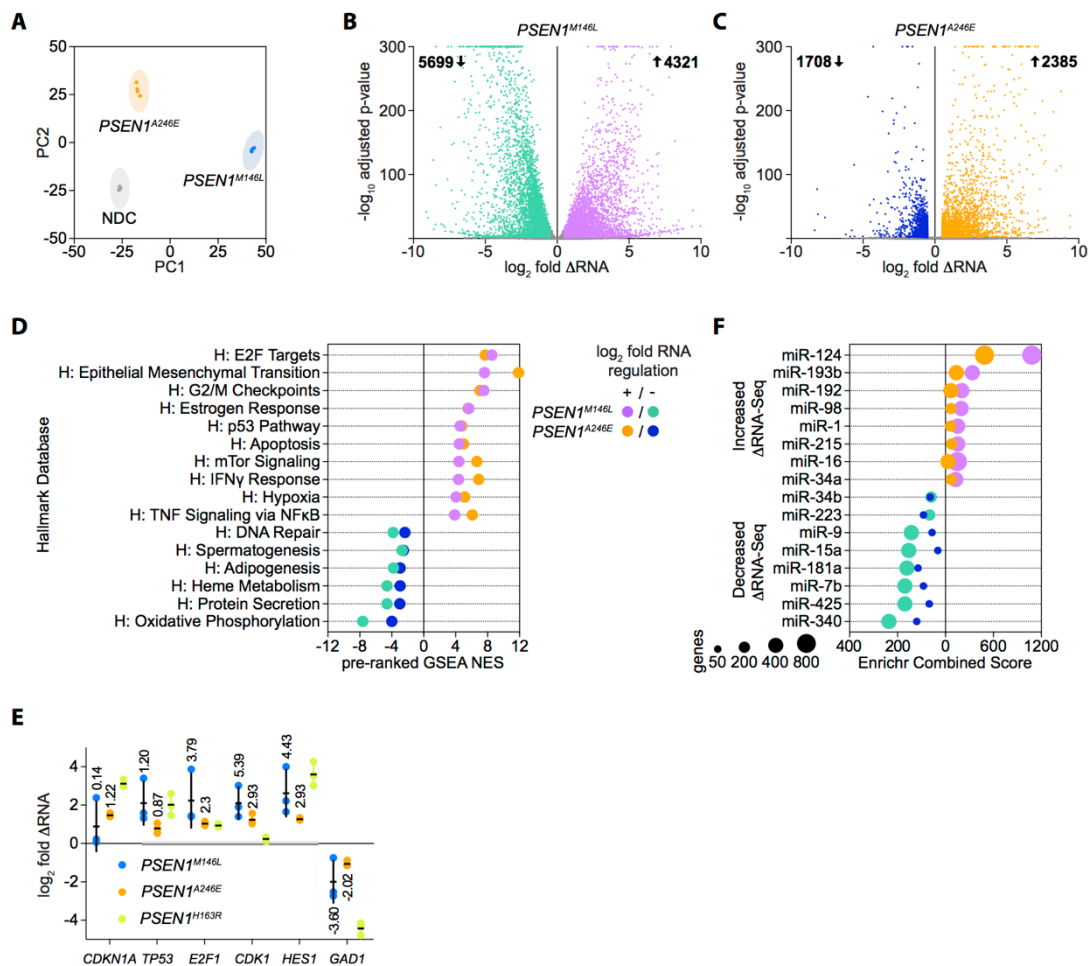 A
50
25
0
-25
-50
PC2
-50
-25
0
25
50
PC1
PSEN1A246E
PSEN1M146L
NDC
B
PSEN1M146L
300
200
100
-log10 adjusted p-value
5699⬇
⬆4321
-10
-5
0
5
10
log2 fold ΔRNA
C
PSEN1A246E
300
200
100
-log10 adjusted p-value
1708⬇
⬆2385
-10
-5
0
5
10
log2 fold ΔRNA
D
Hallmark Database
H: E2F Targets
H: Epithelial Mesenchymal Transition
H: G2/M Checkpoints
H: Estrogen Response
H: p53 Pathway
H: Apoptosis
H: mTor Signaling
H: IFNγ Response
H: Hypoxia
H: TNF Signaling via NFκB
H: DNA Repair
H: Spermatogenesis
H: Adipogenesis
H: Heme Metabolism
H: Protein Secretion
H: Oxidative Phosphorylation
-12
-8
-4
0
4
8
12
pre-ranked GSEA NES
log2 fold RNA
regulation
+ / -
PSEN1M146L
/
PSEN1A246E
/
F
Increased
ΔRNA-Seq
Decreased
ΔRNA-Seq
miR-124
miR-193b
miR-192
miR-98
miR-1
miR-215
miR-16
miR-34a
miR-34b
miR-223
miR-9
miR-15a
miR-181a
miR-7b
miR-425
miR-340
400
200
0
600
1200
Enrichr Combined Score
genes
50
200
400
800
E
log2 fold ΔRNA
4
2
0
-2
-4
0.14
1.22
1.20
0.87
3.79
2.3
5.39
2.93
4.43
2.93
-3.60
-2.02
PSEN1M146L
PSEN1A246E
PSEN1H163R
CDKN1A
TP53
E2F1
CDK1
HES1
GAD1